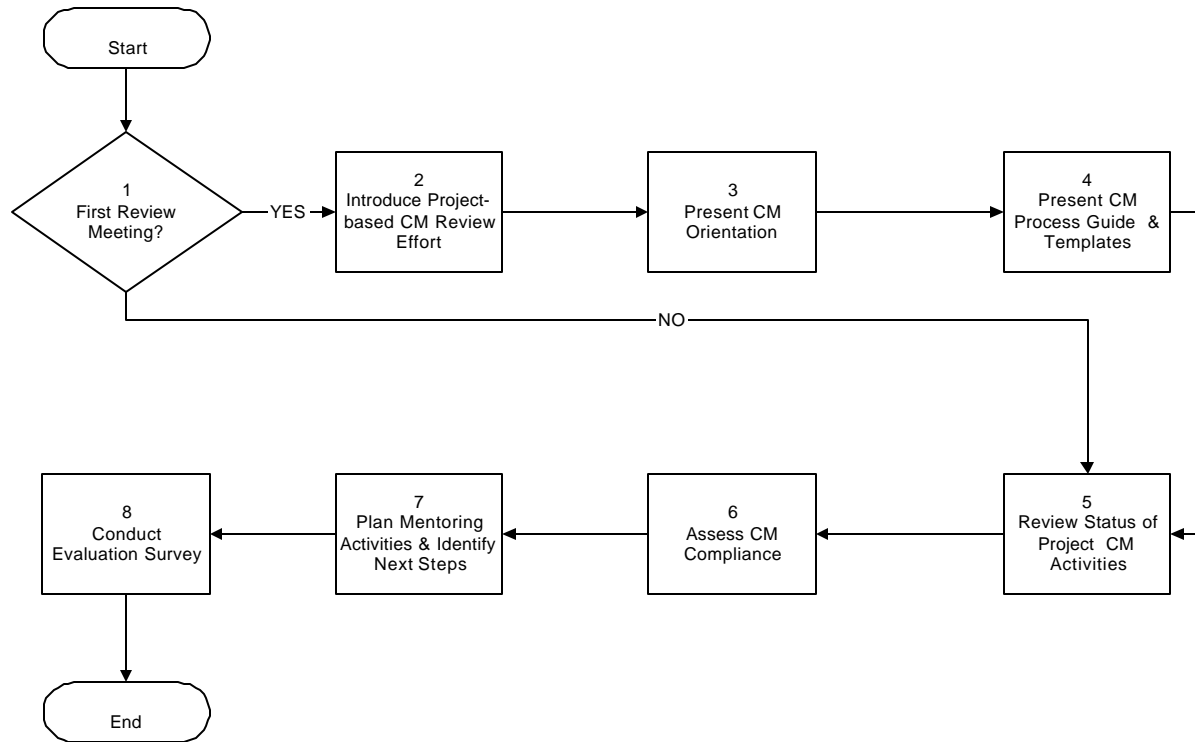 Start
1
First Review
Meeting?
YES
2
Introduce Project-
based CM Review
Effort
3
Present CM
Orientation
4
Present CM
Process Guide & 
Templates
NO
8
Conduct
Evaluation Survey
7
Plan Mentoring
Activities & Identify
Next Steps
6
Assess CM
Compliance
5
Review Status of
Project CM
Activities
End